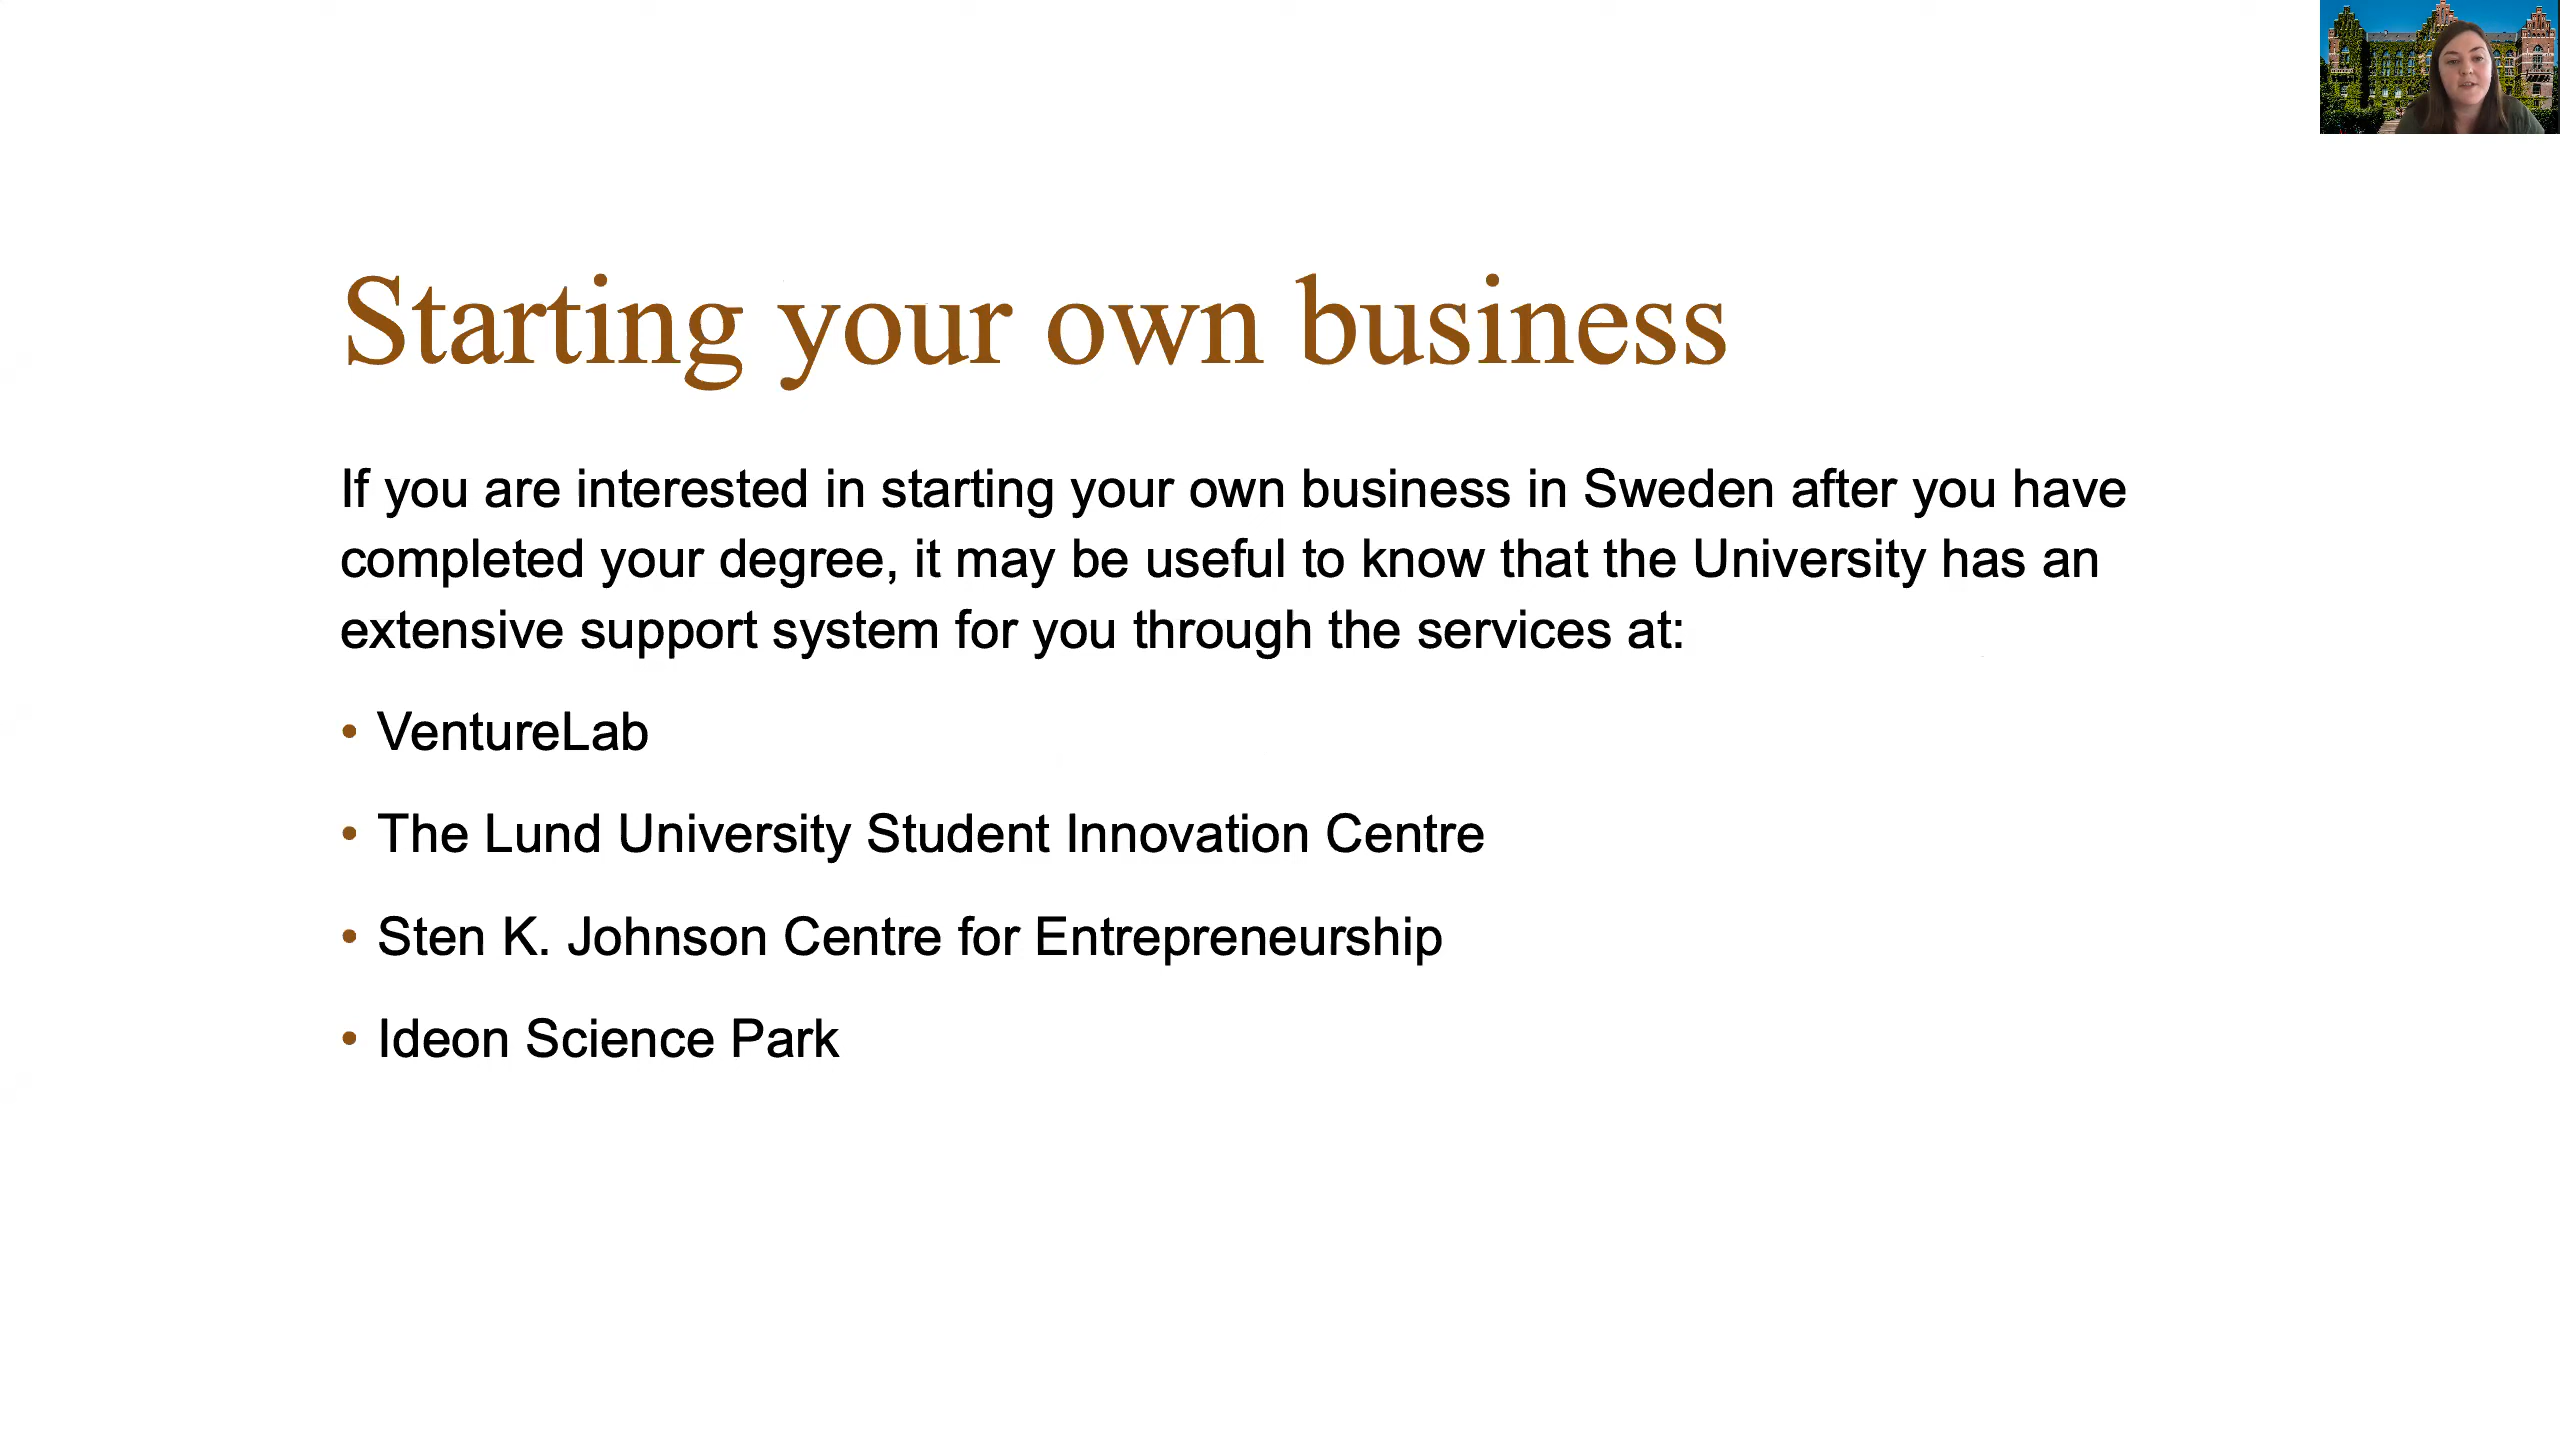 Starting your own business
If you are interested in starting your own business in Sweden after you have
completed your degree, it may be useful to know that the University has an
extensive support system for you through the services at:
• VentureLab
• The Lund University Student Innovation Centre
• Sten K. Johnson Centre for Entrepreneurship
• Ideon Science Park